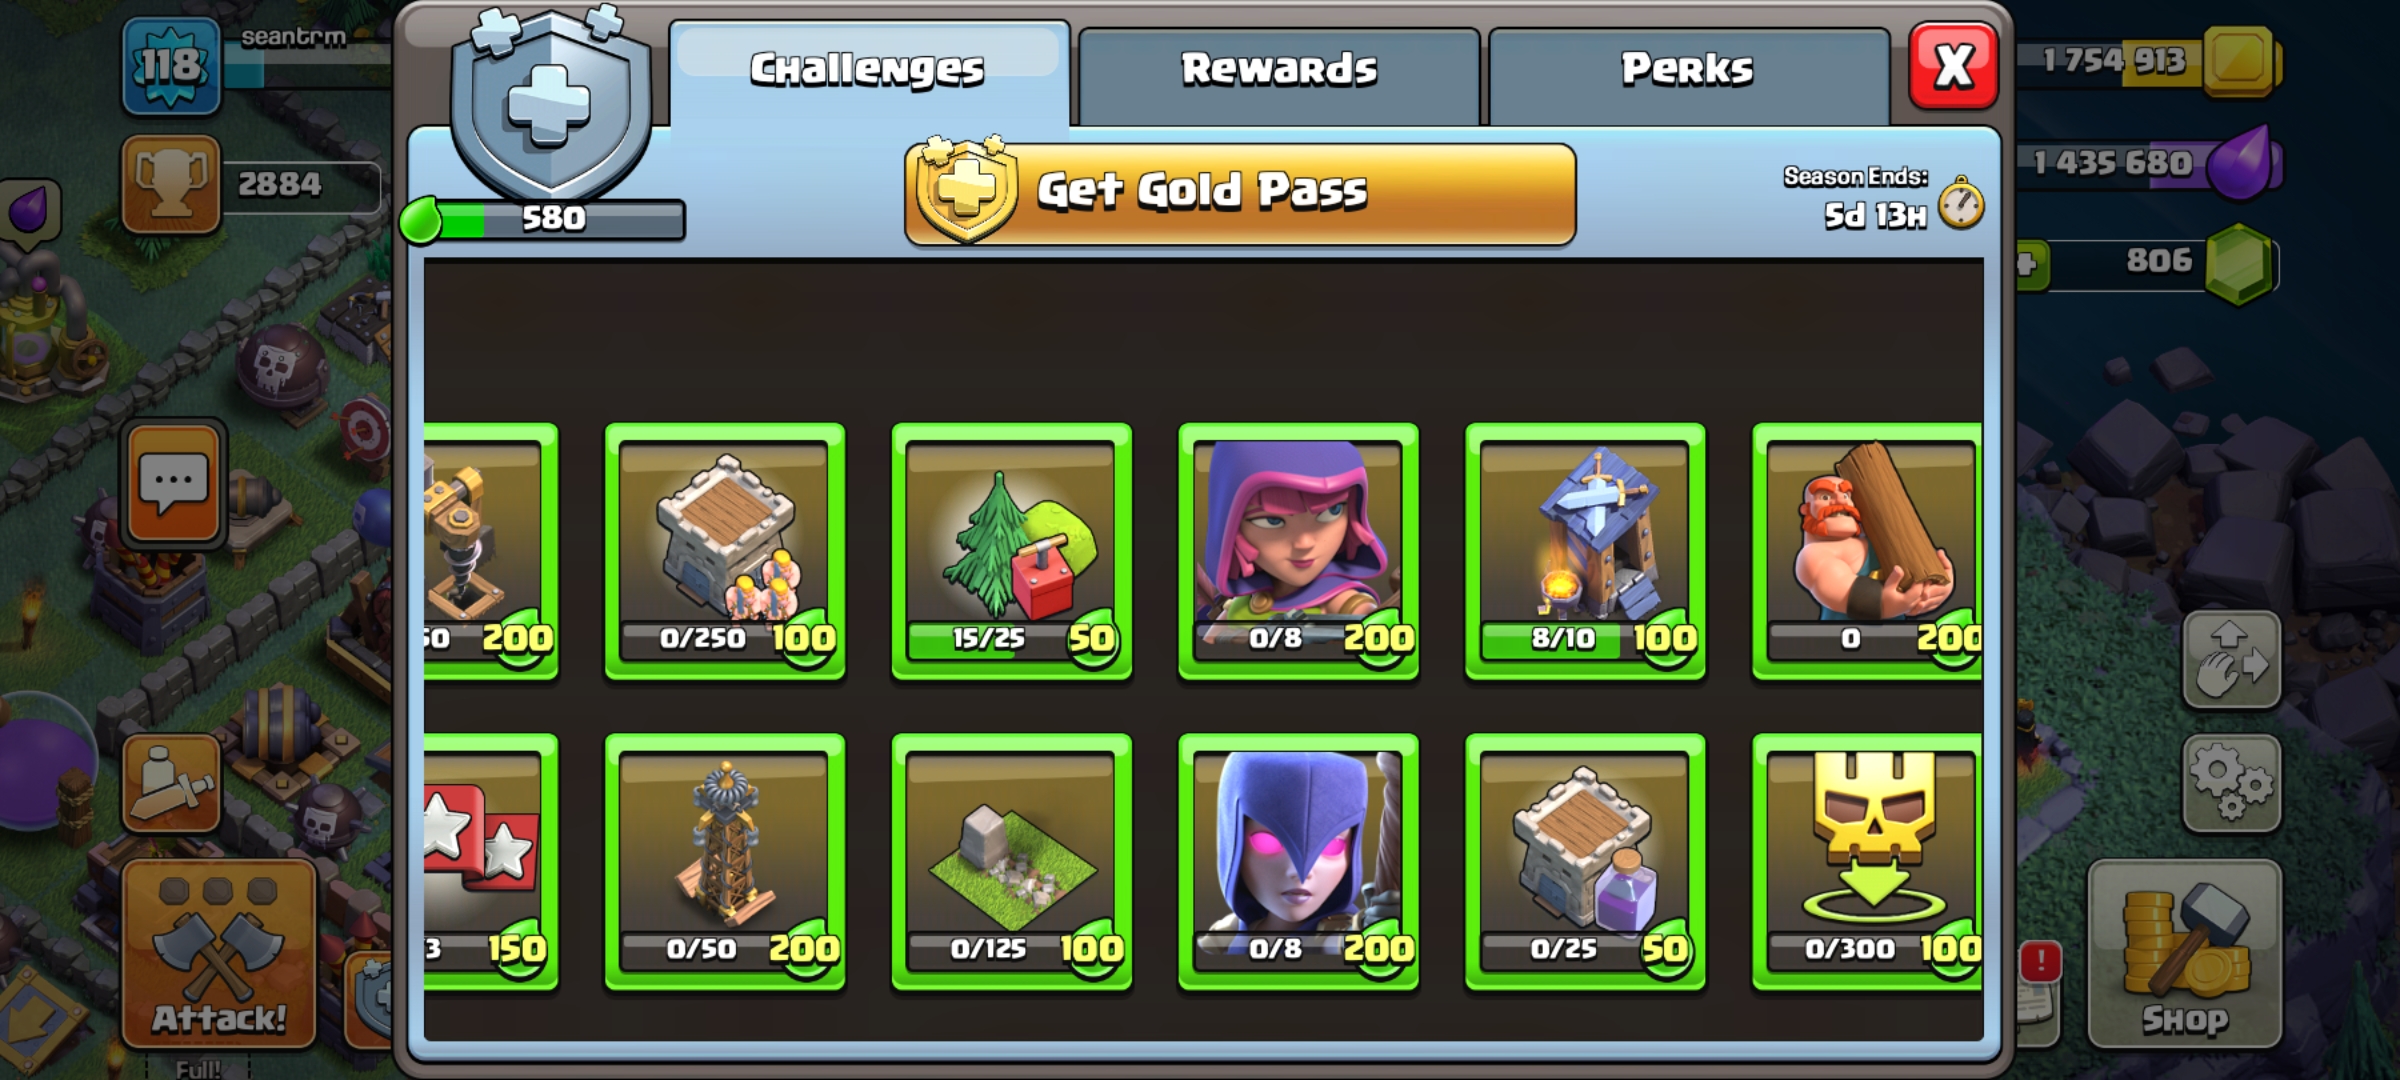 118
seantrm
2884
Challenges
Rewards
Perks
X
1 754 913
1 435 680
806
580
Get Gold Pass
Season Ends:
5d 13H
50 200
0/250 100
15/25 50
0/8 200
8/10 100
0 200
3 150
0/50 200
0/125 100
0/8 200
0/25 50
0/300 100
Attack!
Full!
!
Shop